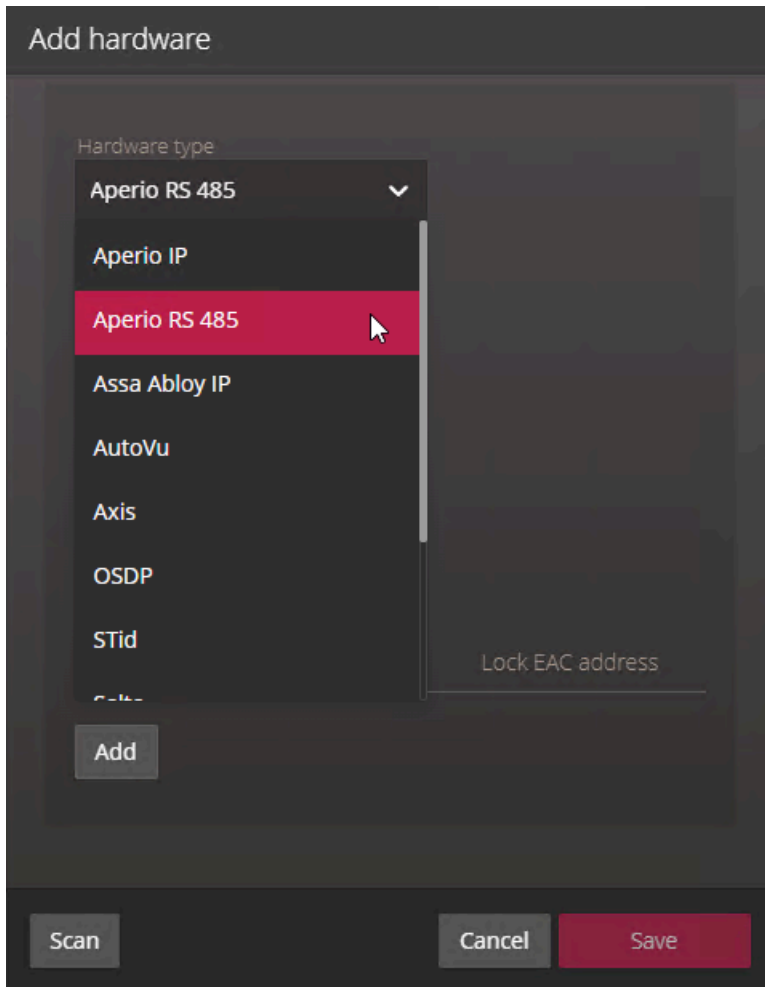 Add hardware
Hardware type
Aperio RS 485
Aperio IP
Aperio RS 485
Assa Abloy IP
AutoVu
Axis
OSDP
STid
Lock EAC address
Add
Scan
Cancel
Save